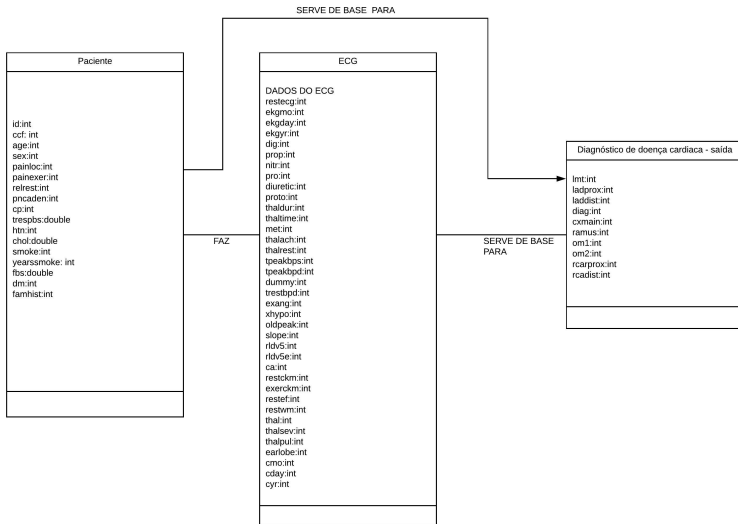 SERVE DE BASE PARA
Paciente
id:int
ccf: int
age:int
sex:int
painloc:int
painexer:int
relrest:int
pncaden:int
cp:int
trespbs:double
htn:int
chol:double
smoke:int
yearssmoke: int
fbs:double
dm:int
famhist:int
FAZ
ECG
DADOS DO ECG
restecg:int
ekgmo:int
ekgday:int
ekgyr:int
dig:int
prop:int
nitr:int
pro:int
diuretic:int
proto:int
thaldur:int
thaltime:int
met:int
thalach:int
thalrest:int
tpeakbps:int
tpeakbpd:int
dummy:int
trestbpd:int
exang:int
xhypo:int
oldpeak:int
slope:int
rldv5:int
rldv5e:int
ca:int
restckm:int
exerckm:int
restef:int
restwm:int
thal:int
thalsev:int
thalpul:int
earlobe:int
cmo:int
cday:int
cyr:int
SERVE DE BASE
PARA
Diagnóstico de doença cardiaca - saída
lmt:int
ladprox:int
laddist:int
diag:int
cxmain:int
ramus:int
om1:int
om2:int
rcarprox:int
rcadist:int